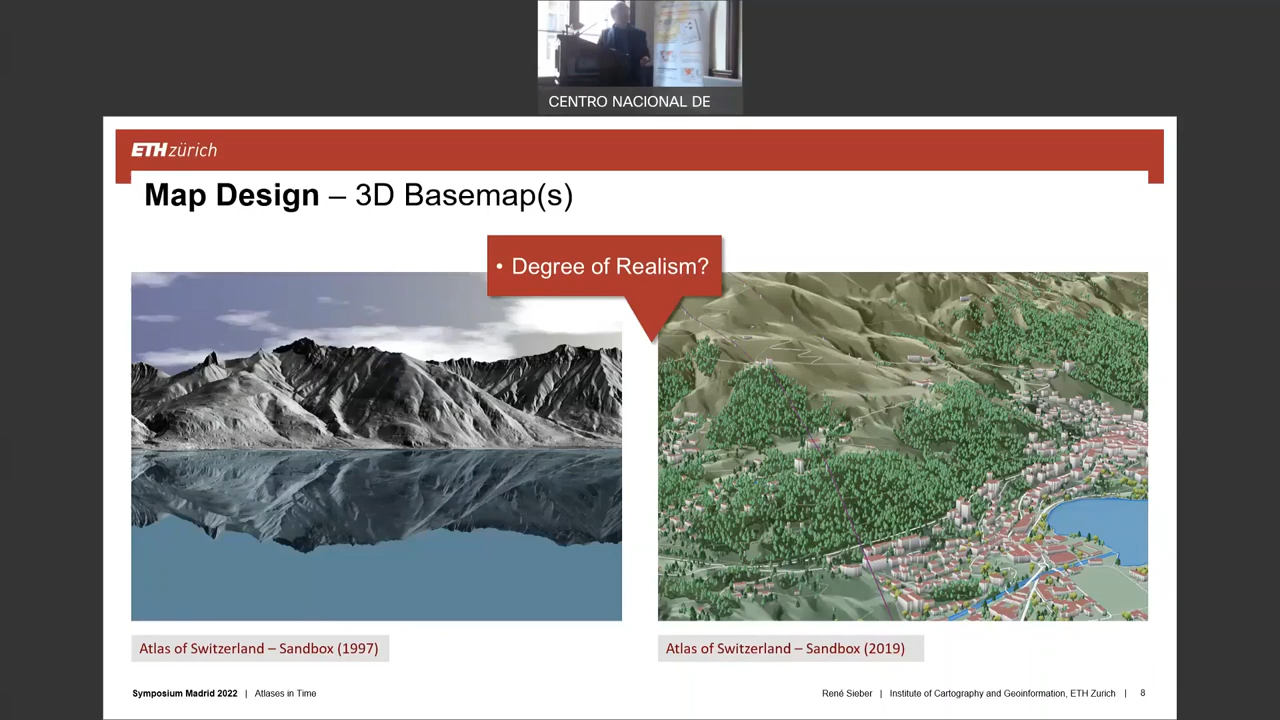 CENTRO NACIONAL DE
ETH zürich
Map Design – 3D Basemap(s)
• Degree of Realism?
Atlas of Switzerland – Sandbox (1997)
Atlas of Switzerland – Sandbox (2019)
Symposium Madrid 2022 | Atlases in Time
René Sieber | Institute of Cartography and Geoinformation, ETH Zurich | 8